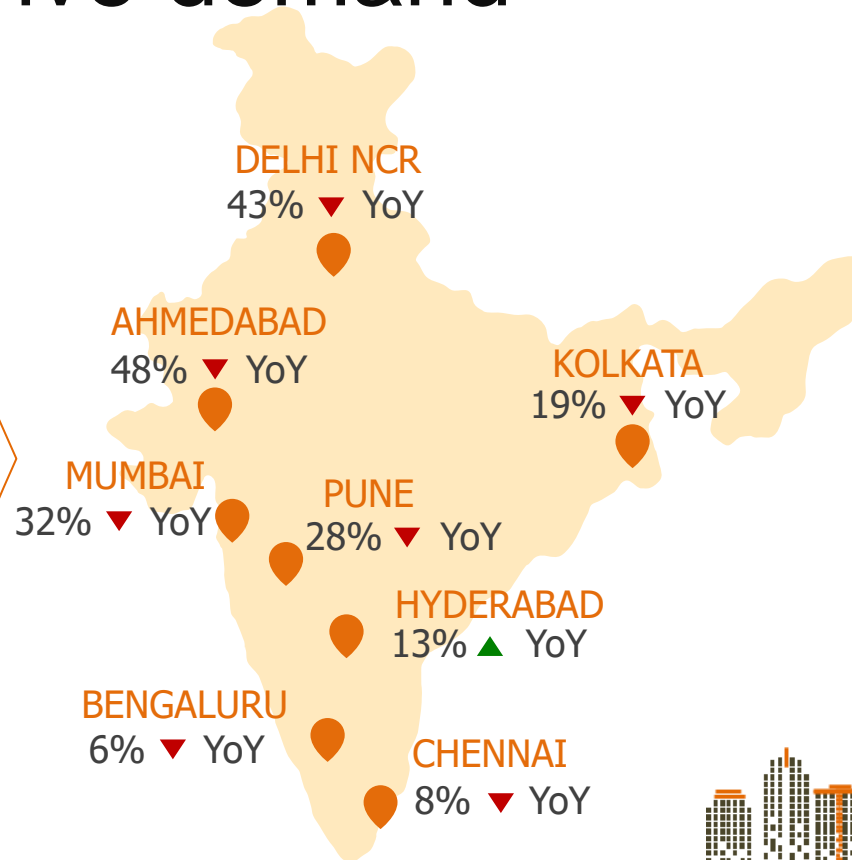 demand
DELHI NCR
43% ▼ YoY
AHMEDABAD
48% ▼ YoY
KOLKATA
19% ▼ YoY
MUMBAI
32% ▼ YoY
PUNE
28% ▼ YoY
HYDERABAD
13% ▲ YoY
BENGALURU
6% ▼ YoY
CHENNAI
8% ▼ YoY